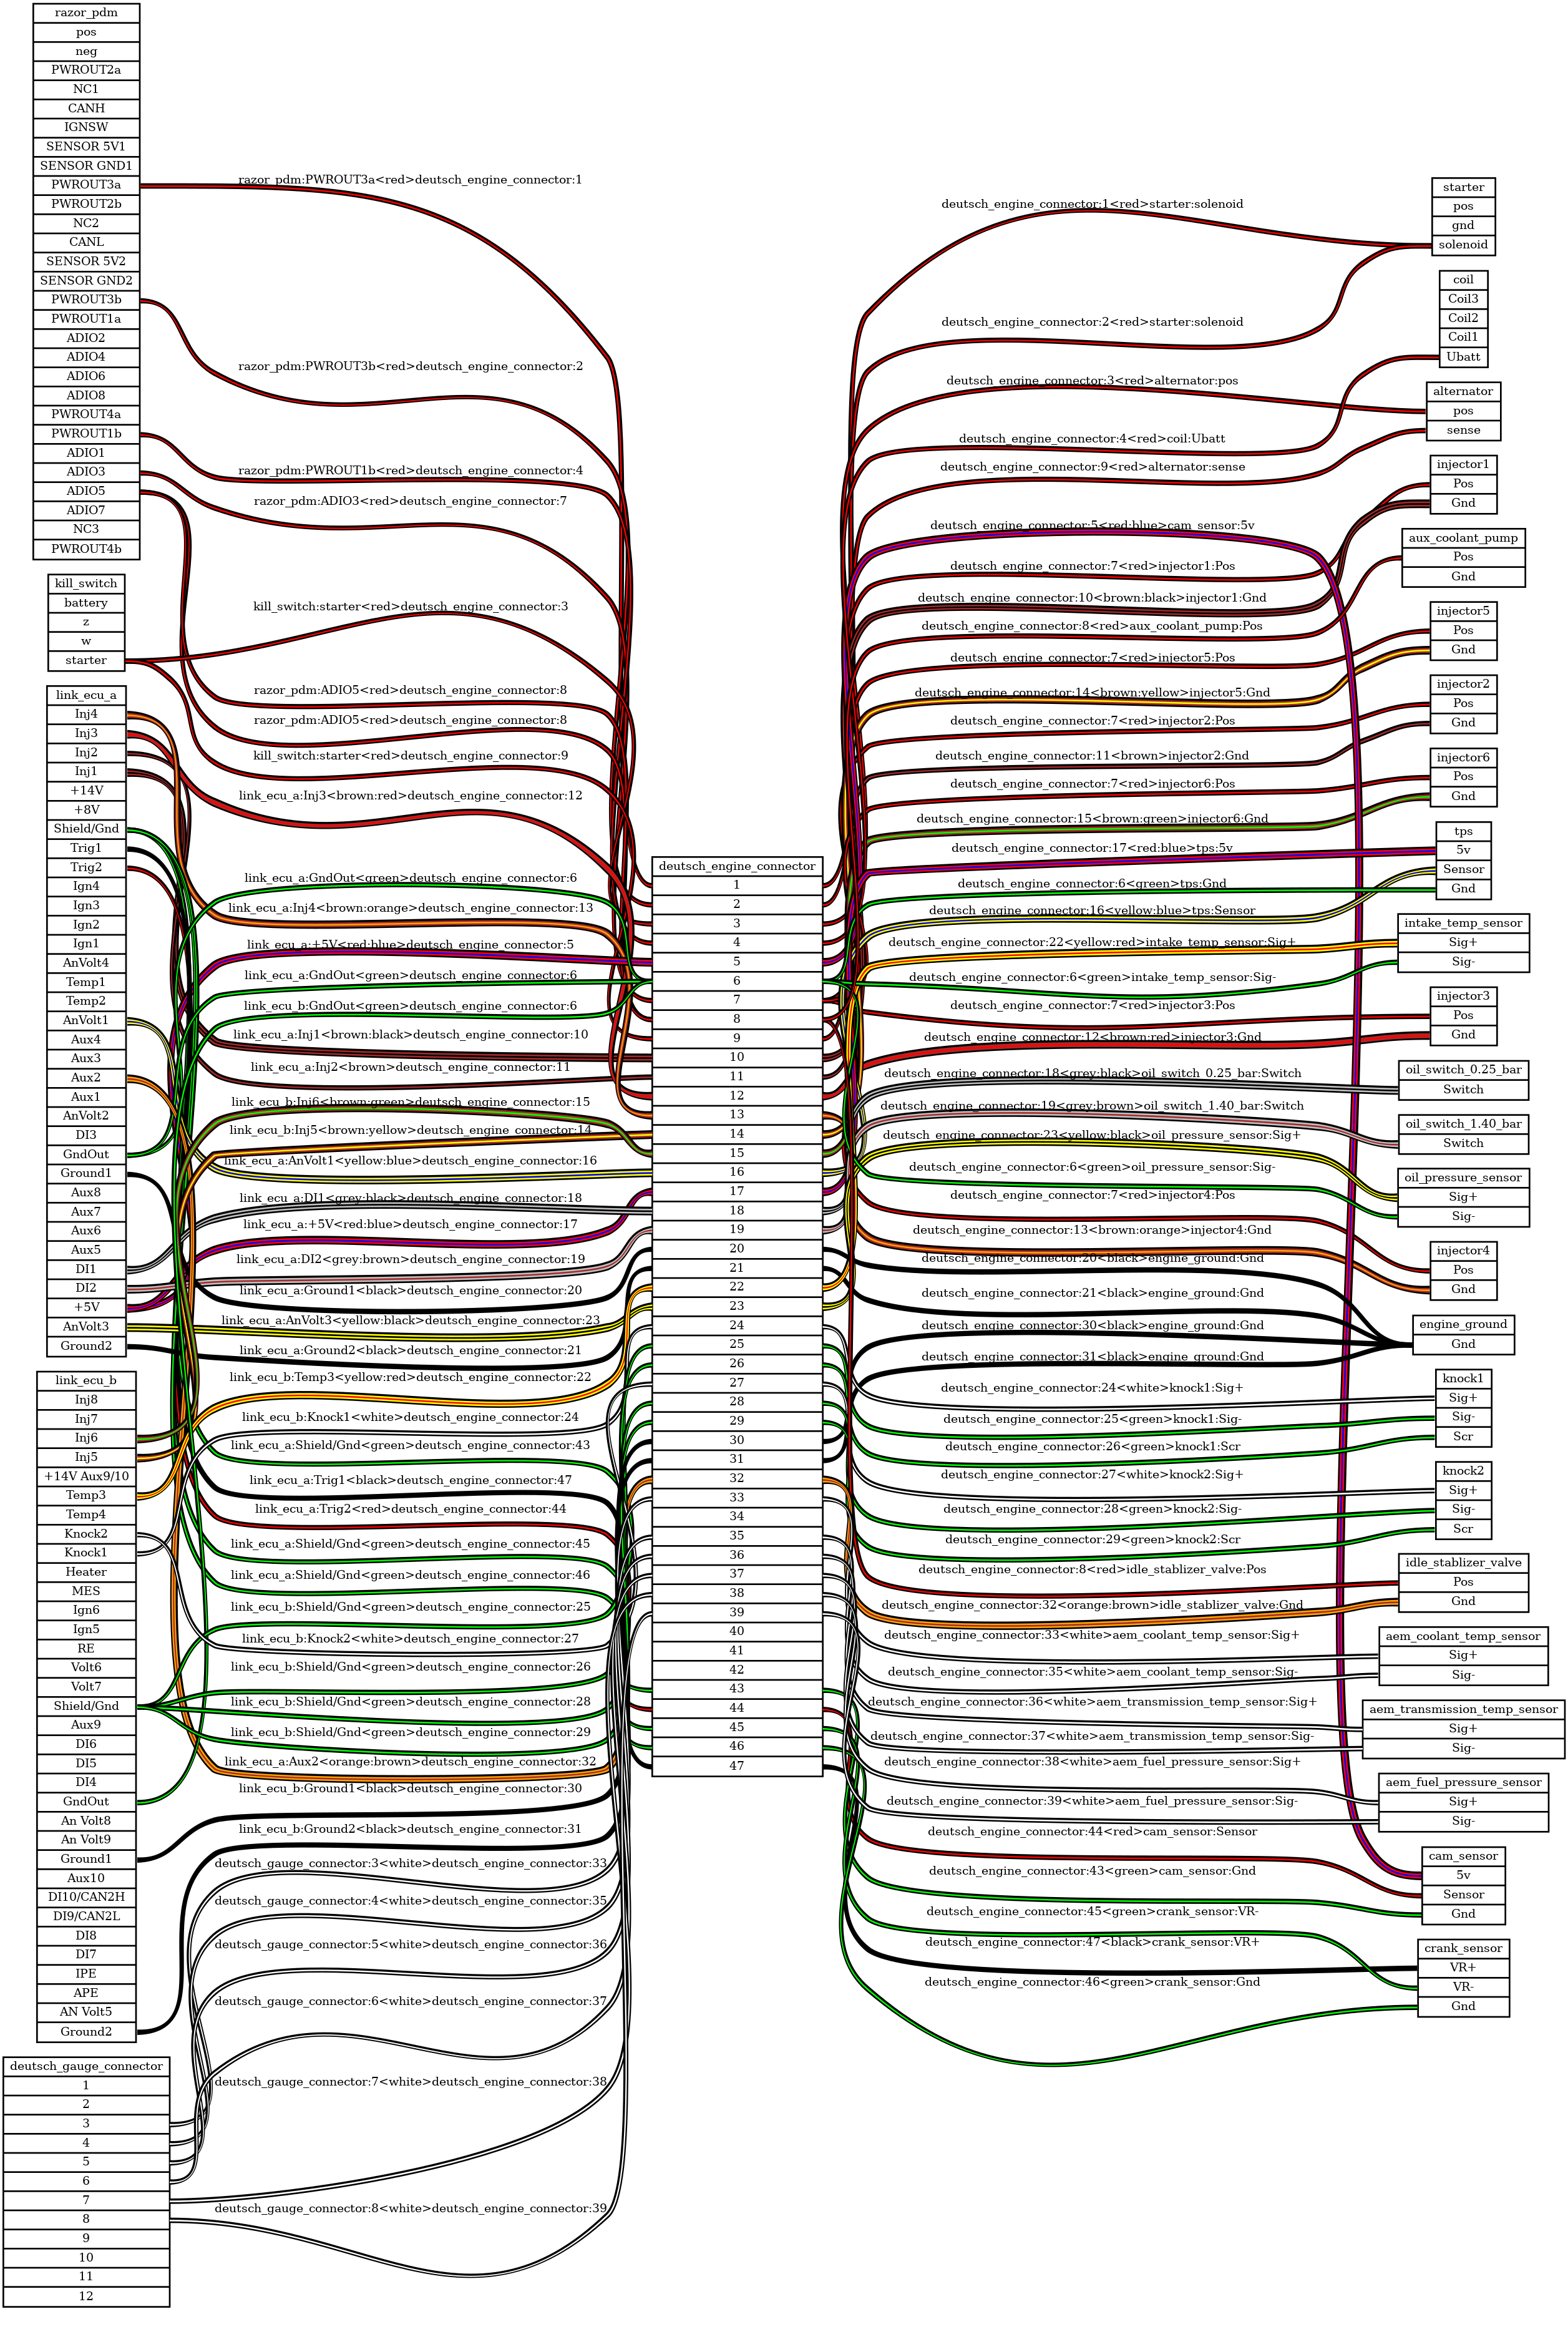 razor_pdm
pos
neg
PWROUT2a
NC1
CANH
IGNSW
SENSOR 5V1
SENSOR GND1
PWROUT3a
PWROUT2b
NC2
CANL
SENSOR 5V2
SENSOR GND2
PWROUT3b
PWROUT1a
ADIO2
ADIO4
ADIO6
ADIO8
PWROUT4a
PWROUT1b
ADIO1
ADIO3
ADIO5
ADIO7
NC3
PWROUT4b
kill_switch
battery
z
w
starter
link_ecu_a
Inj4
Inj3
Inj2
Inj1
+14V
+8V
Shield/Gnd
Trig1
Trig2
Ign4
Ign3
Ign2
Ign1
AnVolt4
Temp1
Temp2
AnVolt1
Aux4
Aux3
Aux2
Aux1
AnVolt2
DI3
GndOut
Ground1
Aux8
Aux7
Aux6
Aux5
DI1
DI2
+5V
AnVolt3
Ground2
link_ecu_b
Inj8
Inj7
Inj6
Inj5
+14V Aux9/10
Temp3
Temp4
Knock2
Knock1
Heater
MES
Ign6
Ign5
RE
Volt6
Volt7
Shield/Gnd
Aux9
DI6
DI5
DI4
GndOut
An Volt8
An Volt9
Ground1
Aux10
DI10/CAN2H
DI9/CAN2L
DI8
DI7
IPE
APE
AN Volt5
Ground2
deutsch_gauge_connector
1
2
3
4
5
6
7
8
9
10
11
12
razor_pdm:PWROUT3a<red>deutsch_engine_connector:1
razor_pdm:PWROUT3b<red>deutsch_engine_connector:2
razor_pdm:PWROUT1b<red>deutsch_engine_connector:4
razor_pdm:ADIO3<red>deutsch_engine_connector:7
kill_switch:starter<red>deutsch_engine_connector:3
razor_pdm:ADIO5<red>deutsch_engine_connector:8
razor_pdm:ADIO5<red>deutsch_engine_connector:8
kill_switch:starter<red>deutsch_engine_connector:9
link_ecu_a:Inj3<brown:red>deutsch_engine_connector:12
link_ecu_a:GndOut<green>deutsch_engine_connector:6
link_ecu_a:Inj4<brown:orange>deutsch_engine_connector:13
link_ecu_a:+5V<red:blue>deutsch_engine_connector:5
link_ecu_a:GndOut<green>deutsch_engine_connector:6
link_ecu_b:GndOut<green>deutsch_engine_connector:6
link_ecu_a:Inj1<brown:black>deutsch_engine_connector:10
link_ecu_a:Inj2<brown>deutsch_engine_connector:11
link_ecu_b:Inj6<brown:green>deutsch_engine_connector:15
link_ecu_b:Inj5<brown:yellow>deutsch_engine_connector:14
link_ecu_a:AnVolt1<yellow:blue>deutsch_engine_connector:16
link_ecu_a:DI1<grey:black>deutsch_engine_connector:18
link_ecu_a:+5V<red:blue>deutsch_engine_connector:17
link_ecu_a:DI2<grey:brown>deutsch_engine_connector:19
link_ecu_a:Ground1<black>deutsch_engine_connector:20
link_ecu_a:AnVolt3<yellow:black>deutsch_engine_connector:23
link_ecu_a:Ground2<black>deutsch_engine_connector:21
link_ecu_b:Temp3<yellow:red>deutsch_engine_connector:22
link_ecu_b:Knock1<white>deutsch_engine_connector:24
link_ecu_a:Shield/Gnd<green>deutsch_engine_connector:43
link_ecu_a:Trig1<black>deutsch_engine_connector:47
link_ecu_a:Trig2<red>deutsch_engine_connector:44
link_ecu_a:Shield/Gnd<green>deutsch_engine_connector:45
link_ecu_a:Shield/Gnd<green>deutsch_engine_connector:46
link_ecu_b:Shield/Gnd<green>deutsch_engine_connector:25
link_ecu_b:Knock2<white>deutsch_engine_connector:27
link_ecu_b:Shield/Gnd<green>deutsch_engine_connector:26
link_ecu_b:Shield/Gnd<green>deutsch_engine_connector:28
link_ecu_b:Shield/Gnd<green>deutsch_engine_connector:29
link_ecu_a:Aux2<orange:brown>deutsch_engine_connector:32
link_ecu_b:Ground1<black>deutsch_engine_connector:30
link_ecu_b:Ground2<black>deutsch_engine_connector:31
deutsch_gauge_connector:3<white>deutsch_engine_connector:33
deutsch_gauge_connector:4<white>deutsch_engine_connector:35
deutsch_gauge_connector:5<white>deutsch_engine_connector:36
deutsch_gauge_connector:6<white>deutsch_engine_connector:37
deutsch_gauge_connector:7<white>deutsch_engine_connector:38
deutsch_gauge_connector:8<white>deutsch_engine_connector:39
deutsch_engine_connector
1
2
3
4
5
6
7
8
9
10
11
12
13
14
15
16
17
18
19
20
21
22
23
24
25
26
27
28
29
30
31
32
33
34
35
36
37
38
39
40
41
42
43
44
45
46
47
deutsch_engine_connector:1<red>starter:solenoid
deutsch_engine_connector:2<red>starter:solenoid
deutsch_engine_connector:3<red>alternator:pos
deutsch_engine_connector:4<red>coil:Ubatt
deutsch_engine_connector:9<red>alternator:sense
deutsch_engine_connector:5<red:blue>cam_sensor:5v
deutsch_engine_connector:7<red>injector1:Pos
deutsch_engine_connector:10<brown:black>injector1:Gnd
deutsch_engine_connector:8<red>aux_coolant_pump:Pos
deutsch_engine_connector:7<red>injector5:Pos
deutsch_engine_connector:14<brown:yellow>injector5:Gnd
deutsch_engine_connector:7<red>injector2:Pos
deutsch_engine_connector:11<brown>injector2:Gnd
deutsch_engine_connector:7<red>injector6:Pos
deutsch_engine_connector:15<brown:green>injector6:Gnd
deutsch_engine_connector:17<red:blue>tps:5v
deutsch_engine_connector:6<green>tps:Gnd
deutsch_engine_connector:16<yellow:blue>tps:Sensor
deutsch_engine_connector:22<yellow:red>intake_temp_sensor:Sig+
deutsch_engine_connector:6<green>intake_temp_sensor:Sig-
deutsch_engine_connector:7<red>injector3:Pos
deutsch_engine_connector:12<brown:red>injector3:Gnd
deutsch_engine_connector:18<grey:black>oil_switch_0.25_bar:Switch
deutsch_engine_connector:19<grey:brown>oil_switch_1.40_bar:Switch
deutsch_engine_connector:23<yellow:black>oil_pressure_sensor:Sig+
deutsch_engine_connector:6<green>oil_pressure_sensor:Sig-
deutsch_engine_connector:7<red>injector4:Pos
deutsch_engine_connector:13<brown:orange>injector4:Gnd
deutsch_engine_connector:20<black>engine_ground:Gnd
deutsch_engine_connector:21<black>engine_ground:Gnd
deutsch_engine_connector:30<black>engine_ground:Gnd
deutsch_engine_connector:31<black>engine_ground:Gnd
deutsch_engine_connector:24<white>knock1:Sig+
deutsch_engine_connector:25<green>knock1:Sig-
deutsch_engine_connector:26<green>knock1:Scr
deutsch_engine_connector:27<white>knock2:Sig+
deutsch_engine_connector:28<green>knock2:Sig-
deutsch_engine_connector:29<green>knock2:Scr
deutsch_engine_connector:8<red>idle_stablizer_valve:Pos
deutsch_engine_connector:32<orange:brown>idle_stablizer_valve:Gnd
deutsch_engine_connector:33<white>aem_coolant_temp_sensor:Sig+
deutsch_engine_connector:35<white>aem_coolant_temp_sensor:Sig-
deutsch_engine_connector:36<white>aem_transmission_temp_sensor:Sig+
deutsch_engine_connector:37<white>aem_transmission_temp_sensor:Sig-
deutsch_engine_connector:38<white>aem_fuel_pressure_sensor:Sig+
deutsch_engine_connector:39<white>aem_fuel_pressure_sensor:Sig-
deutsch_engine_connector:44<red>cam_sensor:Sensor
deutsch_engine_connector:43<green>cam_sensor:Gnd
deutsch_engine_connector:45<green>crank_sensor:VR-
deutsch_engine_connector:47<black>crank_sensor:VR+
deutsch_engine_connector:46<green>crank_sensor:Gnd
starter
pos
gnd
solenoid
coil
Coil3
Coil2
Coil1
Ubatt
alternator
pos
sense
injector1
Pos
Gnd
aux_coolant_pump
Pos
Gnd
injector5
Pos
Gnd
injector2
Pos
Gnd
injector6
Pos
Gnd
tps
5v
Sensor
Gnd
intake_temp_sensor
Sig+
Sig-
injector3
Pos
Gnd
oil_switch_0.25_bar
Switch
oil_switch_1.40_bar
Switch
oil_pressure_sensor
Sig+
Sig-
injector4
Pos
Gnd
engine_ground
Gnd
knock1
Sig+
Sig-
Scr
knock2
Sig+
Sig-
Scr
idle_stablizer_valve
Pos
Gnd
aem_coolant_temp_sensor
Sig+
Sig-
aem_transmission_temp_sensor
Sig+
Sig-
aem_fuel_pressure_sensor
Sig+
Sig-
cam_sensor
5v
Sensor
Gnd
crank_sensor
VR+
VR-
Gnd